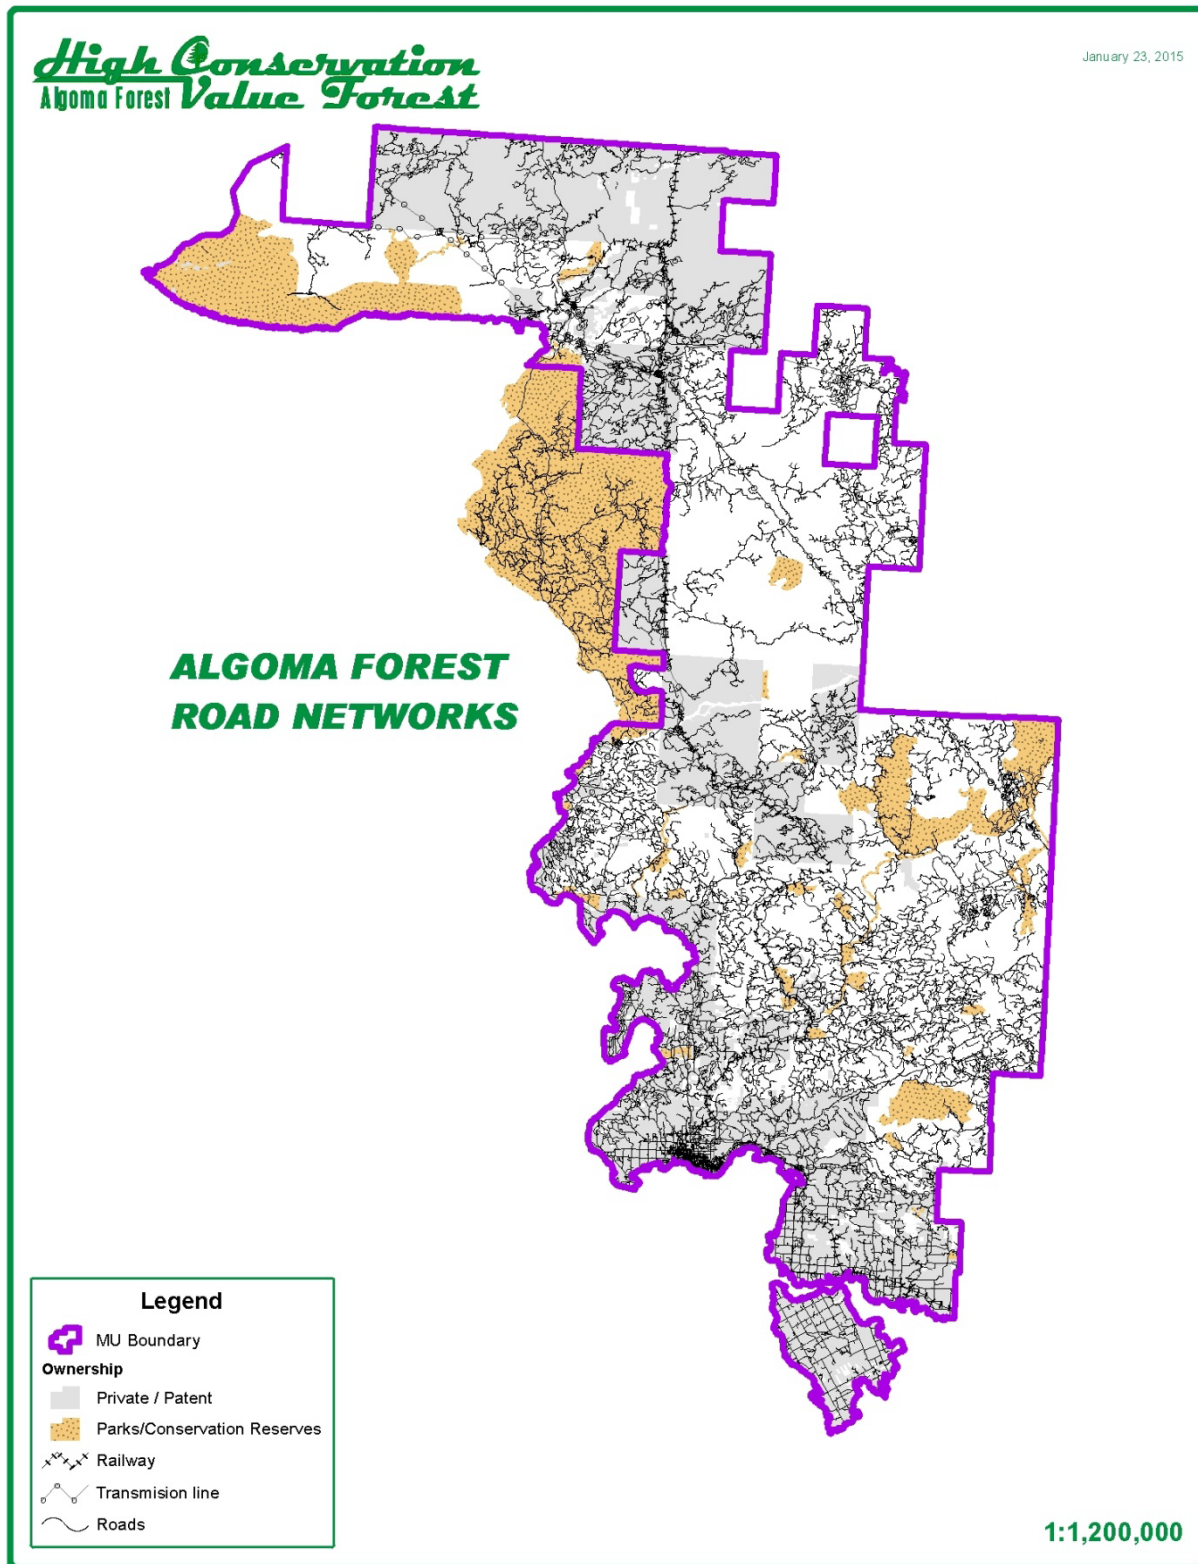 High Conservation
Algoma Forest Value Forest
January 23, 2015
ALGOMA FOREST
ROAD NETWORKS
Legend
MU Boundary
Ownership
Private / Patent
Parks/Conservation Reserves
Railway
Transmision line
Roads
1:1,200,000